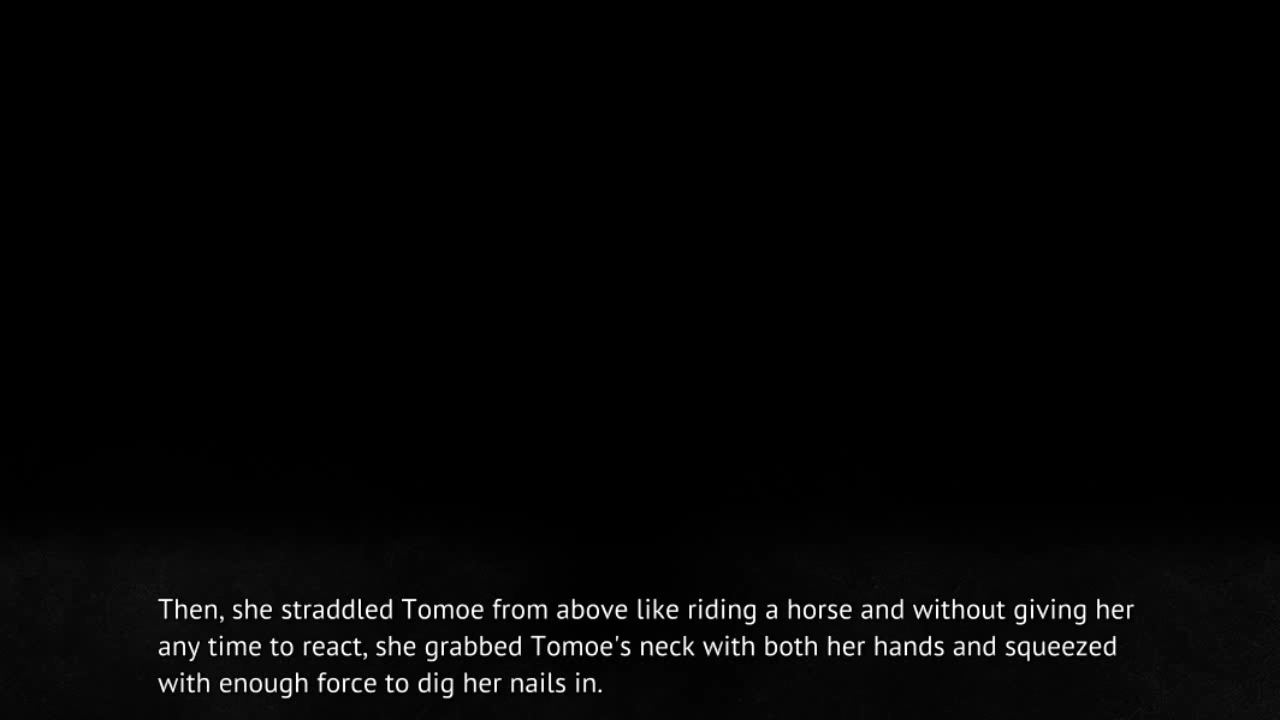 Then, she straddled Tomoe from above like riding a horse and without giving her
any time to react, she grabbed Tomoe's neck with both her hands and squeezed
with enough force to dig her nails in.